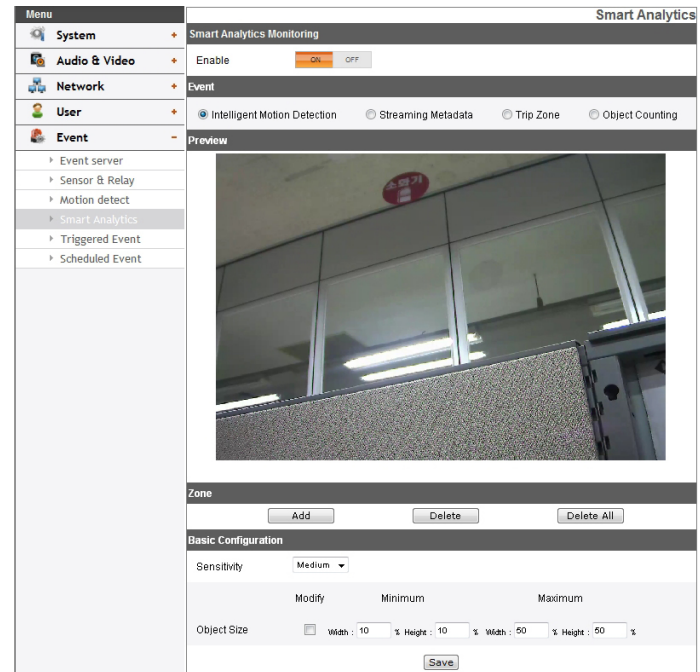 Menu
Smart Analytics
System +
Audio & Video +
Network +
User +
Event -
Event server
Sensor & Relay
Motion detect
Smart Analytics
Triggered Event
Scheduled Event
Smart Analytics Monitoring
Enable ON OFF
Event
Intelligent Motion Detection Streaming Metadata Trip Zone Object Counting
Preview
소화기
Zone
Add Delete Delete All
Basic Configuration
Sensitivity Medium
Modify Minimum Maximum
Object Size Width : 10 % Height : 10 % Width : 50 % Height : 50 %
Save